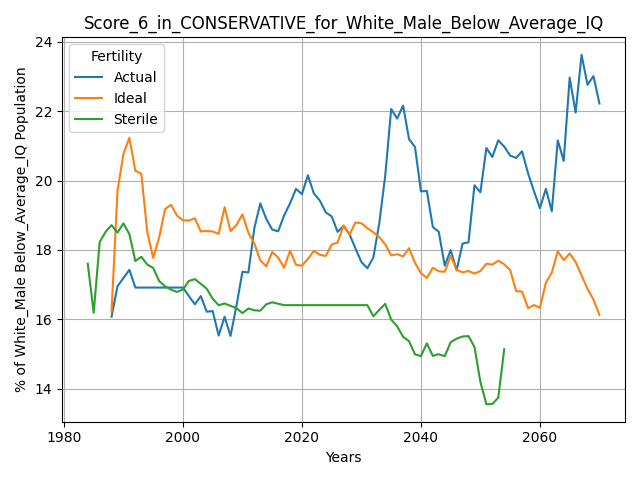 Score_6_in_CONSERVATIVE_for_White_Male_Below_Average_IQ
Fertility
Actual
Ideal
Sterile
% of White_Male Below_Average_IQ Population
24
22
20
18
16
14
1980
2000
2020
2040
2060
Years